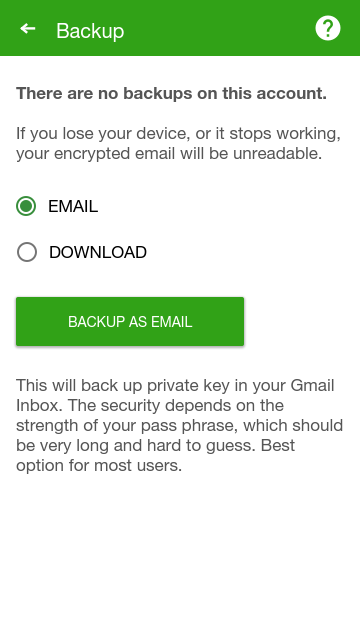 Backup
There are no backups on this account.
If you lose your device, or it stops working,
your encrypted email will be unreadable.
EMAIL
DOWNLOAD
BACKUP AS EMAIL
This will back up private key in your Gmail
Inbox. The security depends on the
strength of your pass phrase, which should
be very long and hard to guess. Best
option for most users.